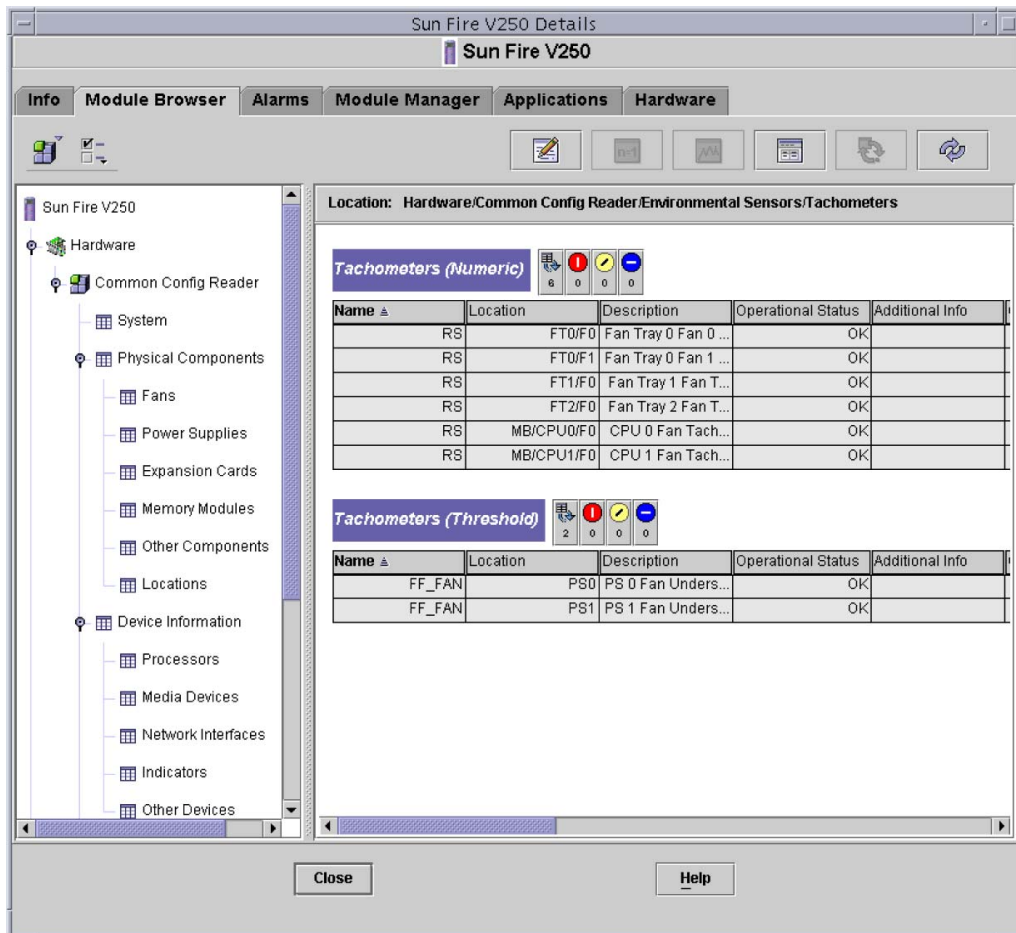 Sun Fire V250 Details
Sun Fire V250
Info Module Browser Alarms Module Manager Applications Hardware
Sun Fire V250
Hardware
Common Config Reader
System
Physical Components
Fans
Power Supplies
Expansion Cards
Memory Modules
Other Components
Locations
Device Information
Processors
Media Devices
Network Interfaces
Indicators
Other Devices
Location: Hardware/Common Config Reader/Environmental Sensors/Tachometers
Tachometers (Numeric) 6 0 0 0
Name Location Description Operational Status Additional Info
RS FT0/F0 Fan Tray 0 Fan 0 ... OK
RS FT0/F1 Fan Tray 0 Fan 1 ... OK
RS FT1/F0 Fan Tray 1 Fan T... OK
RS FT2/F0 Fan Tray 2 Fan T... OK
RS MB/CPU0/F0 CPU 0 Fan Tach... OK
RS MB/CPU1/F0 CPU 1 Fan Tach... OK
Tachometers (Threshold) 2 0 0 0
Name Location Description Operational Status Additional Info
FF_FAN PS0 PS 0 Fan Unders... OK
FF_FAN PS1 PS 1 Fan Unders... OK
Close Help